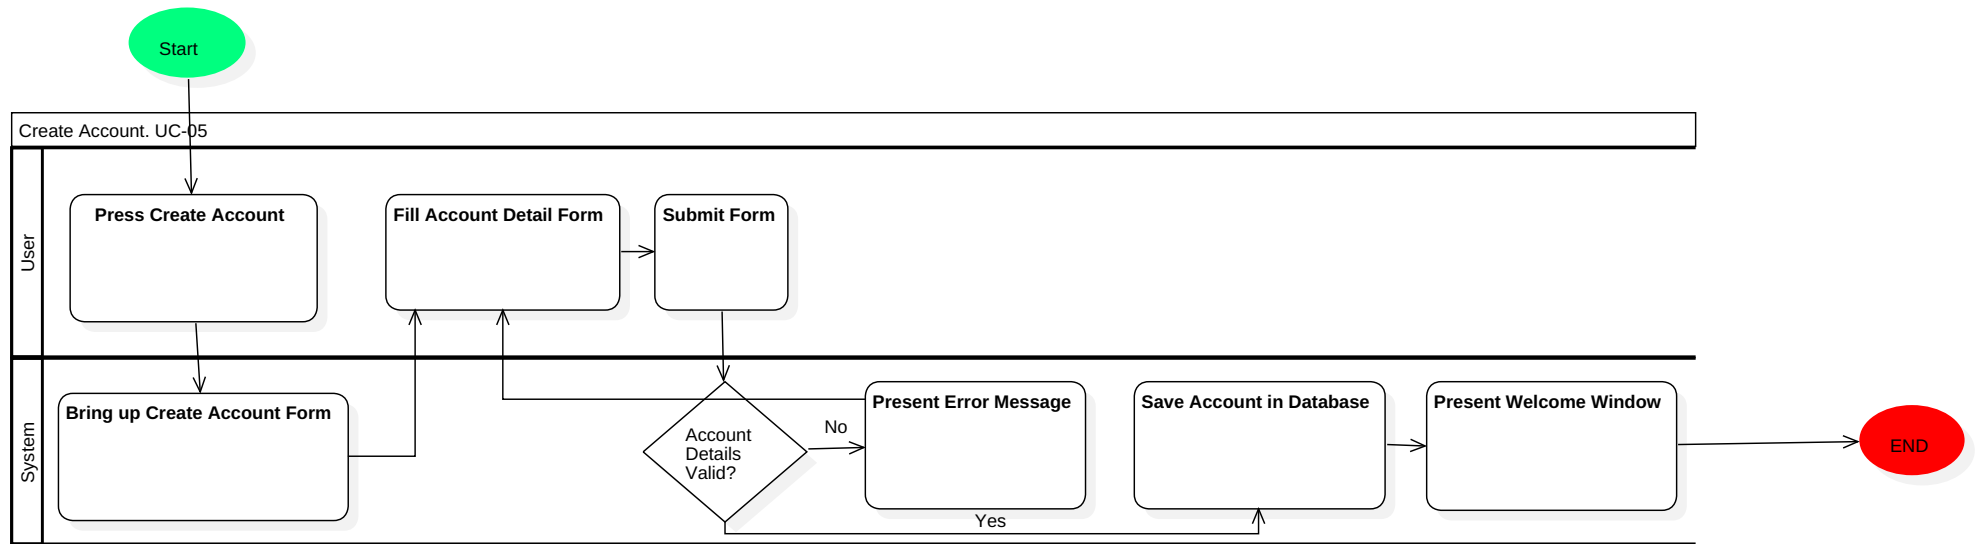 Start
Create Account. UC-05
User
Press Create Account
Fill Account Detail Form
Submit Form
System
Bring up Create Account Form
Account
Details
Valid?
No
Present Error Message
Save Account in Database
Present Welcome Window
END
Yes